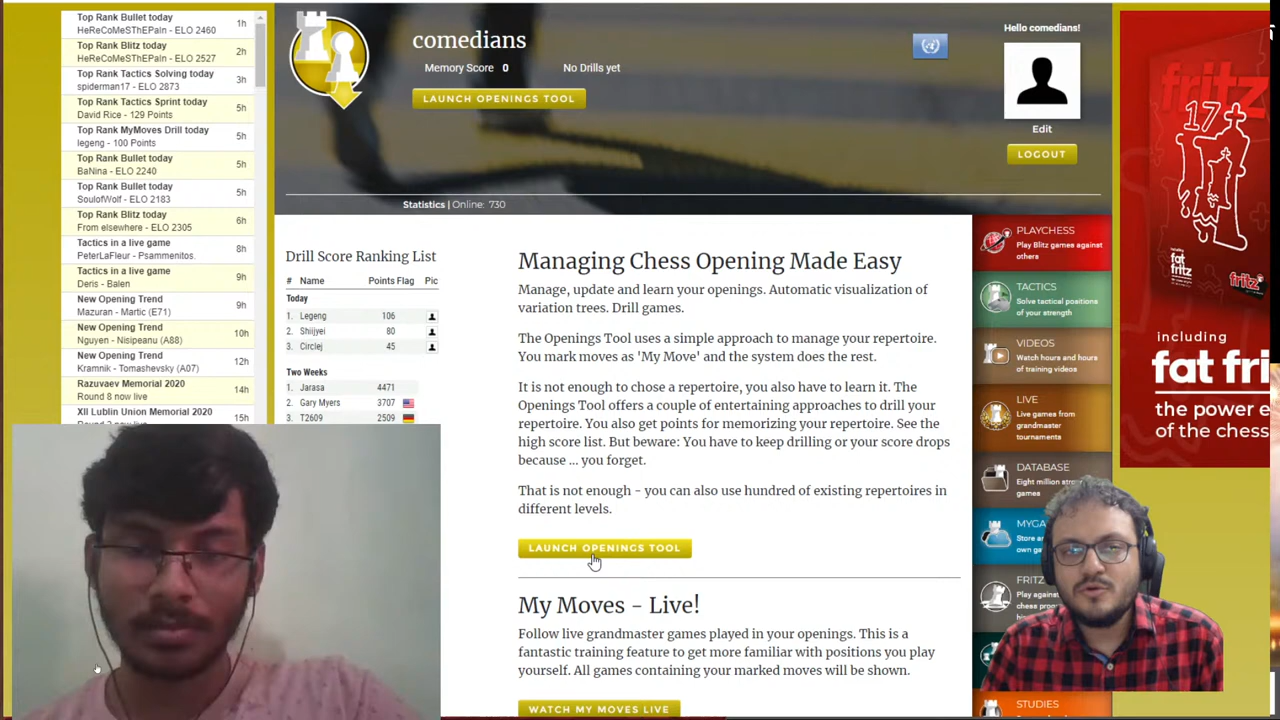 Top Rank Bullet today
1h
HeReCoMeSThEPaIn - ELO 2460
Top Rank Blitz today
2h
HeReCoMeSThEPaIn - ELO 2527
Top Rank Tactics Solving today
3h
spiderman17 - ELO 2873
Top Rank Tactics Sprint today
5h
David Rice - 129 Points
Top Rank MyMoves Drill today
5h
legeng - 100 Points
Top Rank Bullet today
5h
BaNina - ELO 2240
Top Rank Bullet today
5h
SoulofWolf - ELO 2183
Top Rank Blitz today
6h
From elsewhere - ELO 2305
Tactics in a live game
8h
PeterLaFleur - Psammenitos.
Tactics in a live game
9h
Deris - Balen
New Opening Trend
9h
Mazuran - Martic (E71)
New Opening Trend
10h
Nguyen - Nisipeanu (A88)
New Opening Trend
12h
Kramnik - Tomashevsky (A07)
Razuvaev Memorial 2020
14h
Round 8 now live
XII Lublin Union Memorial 2020
15h
comedians
Memory Score 0 No Drills yet
LAUNCH OPENINGS TOOL
Hello comedians!
Edit
LOGOUT
Statistics | Online: 730
Drill Score Ranking List
# Name Points Flag Pic
Today
1. Legeng 106
2. Shiijyei 80
3. Circlej 45
Two Weeks
1. Jarasa 4471
2. Gary Myers 3707
3. T2609 2509
Managing Chess Opening Made Easy
Manage, update and learn your openings. Automatic visualization of
variation trees. Drill games.
The Openings Tool uses a simple approach to manage your repertoire.
You mark moves as 'My Move' and the system does the rest.
It is not enough to chose a repertoire, you also have to learn it. The
Openings Tool offers a couple of entertaining approaches to drill your
repertoire. You also get points for memorizing your repertoire. See the
high score list. But beware: You have to keep drilling or your score drops
because ... you forget.
That is not enough - you can also use hundred of existing repertoires in
different levels.
LAUNCH OPENINGS TOOL
My Moves - Live!
Follow live grandmaster games played in your openings. This is a
fantastic training feature to get more familiar with positions you play
yourself. All games containing your marked moves will be shown.
WATCH MY MOVES LIVE
PLAYCHESS
Play Blitz games against
others
TACTICS
Solve tactical positions
of your strength
VIDEOS
Watch hours and hours
of training videos
LIVE
Live games from
grandmaster
tournaments
DATABASE
Eight million
games
Store
own
FRITZ
Play
chess
STUDIES
fritz
17
including
fat
fritz
fritz
including
fat
the power
of the chess